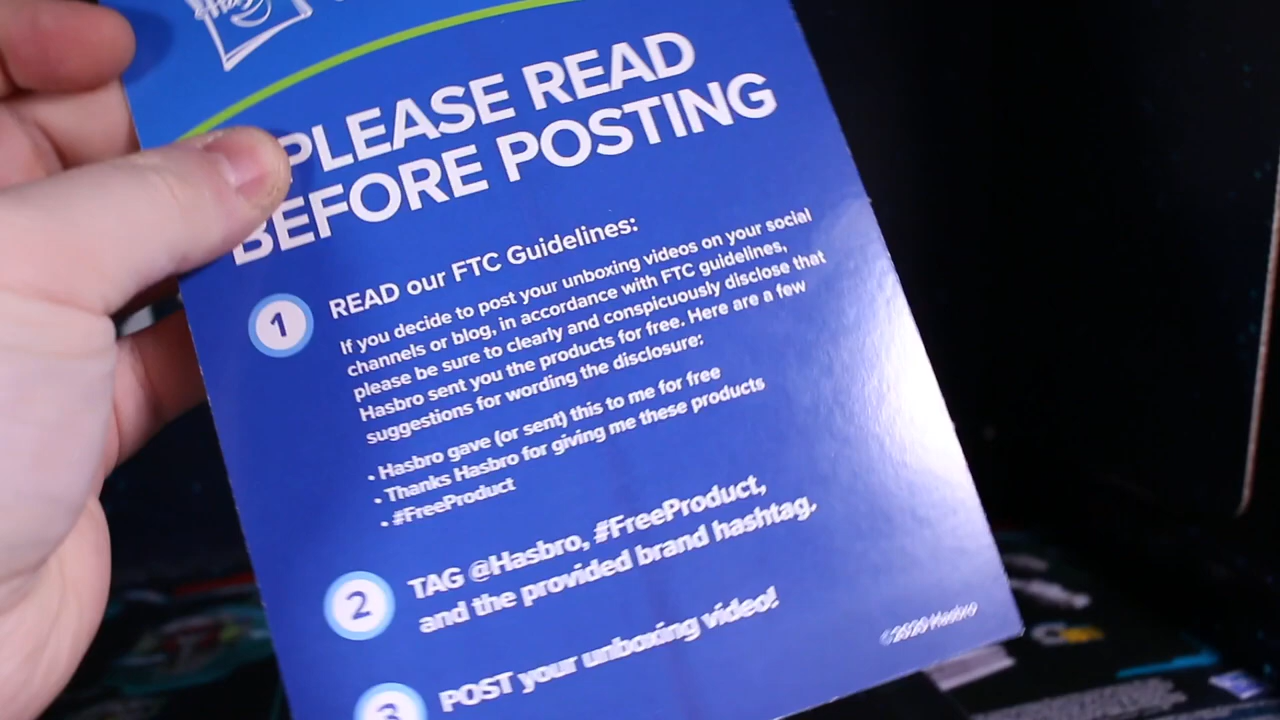 PLEASE READ
BEFORE POSTING
1
READ our FTC Guidelines:
If you decide to post your unboxing videos on your social
channels or blog, in accordance with FTC guidelines,
please be sure to clearly and conspicuously disclose that
Hasbro sent you the products for free. Here are a few
suggestions for wording the disclosure:
• Hasbro gave (or sent) this to me for free
• Thanks Hasbro for giving me these products
• #FreeProduct
2
TAG @Hasbro, #FreeProduct,
and the provided brand hashtag.
3
POST your unboxing video!
©2020 Hasbro